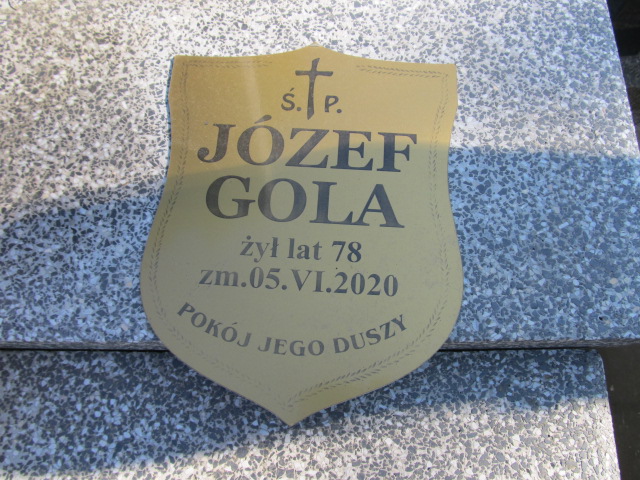 Ś. P.
JÓZEF
GOLA
żył lat 78
zm.05.VI.2020
POKÓJ JEGO DUSZY